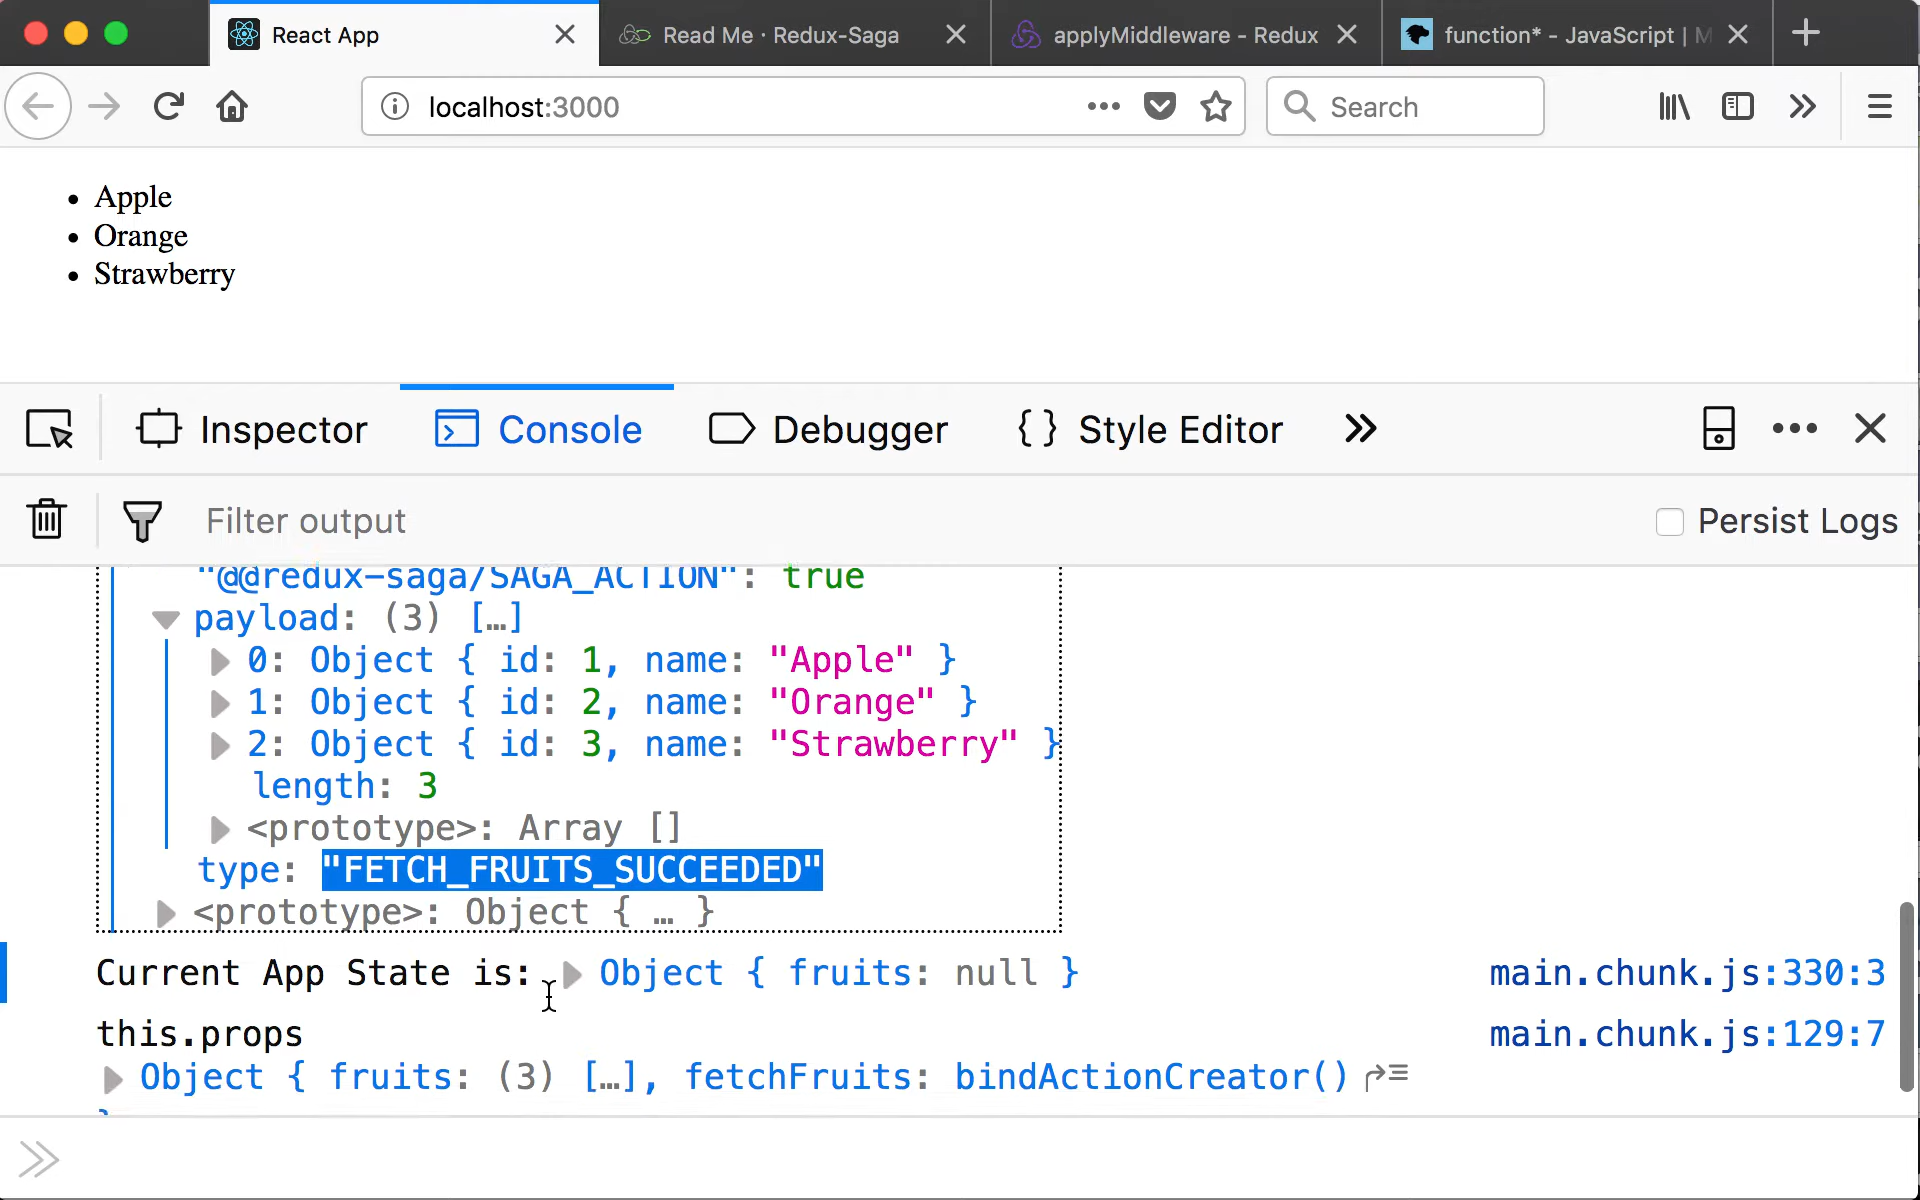 React App
Read Me · Redux-Saga
applyMiddleware - Redux
function* - JavaScript | M
localhost:3000
Search
Apple
Orange
Strawberry
Inspector
Console
Debugger
{ } Style Editor
Filter output
Persist Logs
"@@redux-saga/SAGA_ACTION": true
payload: (3) […]
0: Object { id: 1, name: "Apple" }
1: Object { id: 2, name: "Orange" }
2: Object { id: 3, name: "Strawberry" }
length: 3
<prototype>: Array []
type: "FETCH_FRUITS_SUCCEEDED"
<prototype>: Object { … }
Current App State is: Object { fruits: null } main.chunk.js:330:3
this.props main.chunk.js:129:7
Object { fruits: (3) […], fetchFruits: bindActionCreator()
}